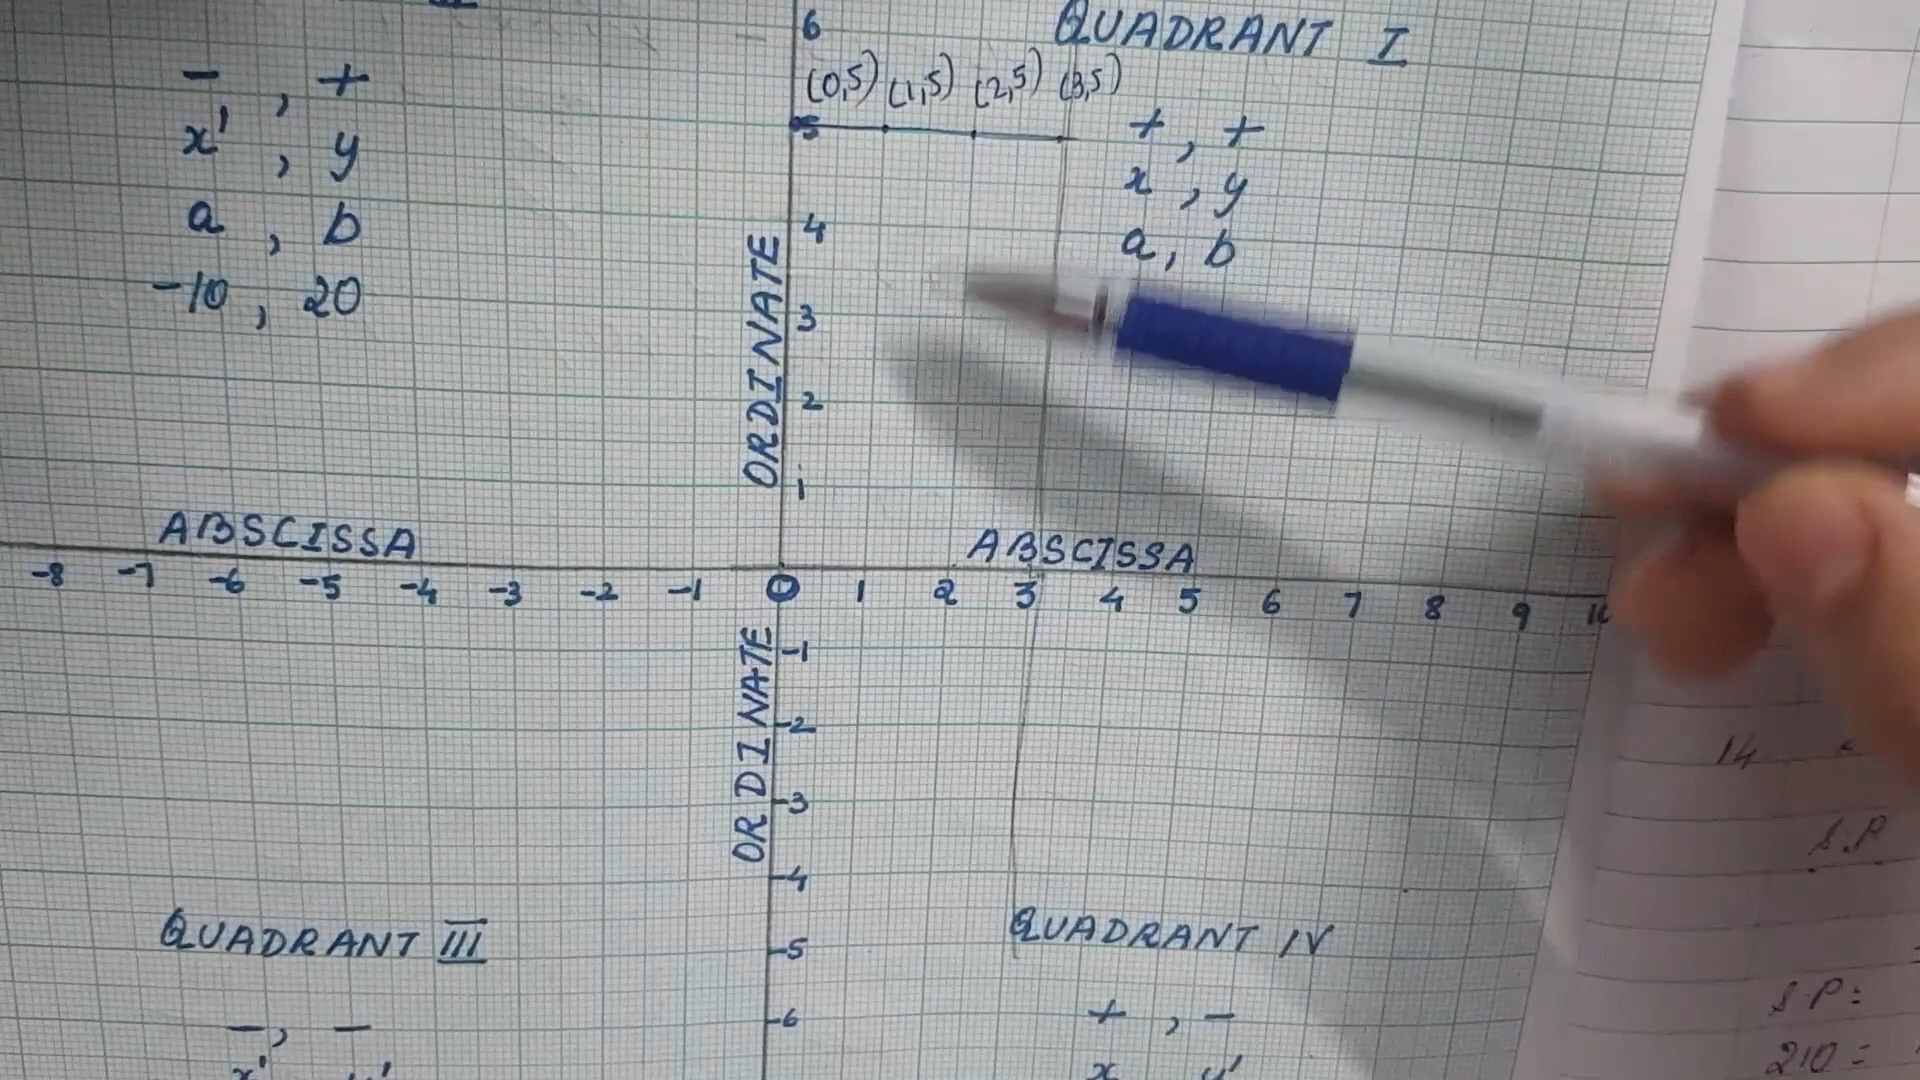 QUADRANT I
6
(0,5) (1,5) (2,5) (3,5)
5
-, +
x', y
a, b
-10, 20
+, +
x, y
a, b
4
3
2
1
ORDINATE
ABSCISSA
ABSCISSA
-8 -7 -6 -5 -4 -3 -2 -1 0 1 2 3 4 5 6 7 8 9
ORDINATE
-1
-2
-3
-4
-5
-6
QUADRANT III
QUADRANT IV
-, -
+, -
14
S.P.
S.P=
210 =